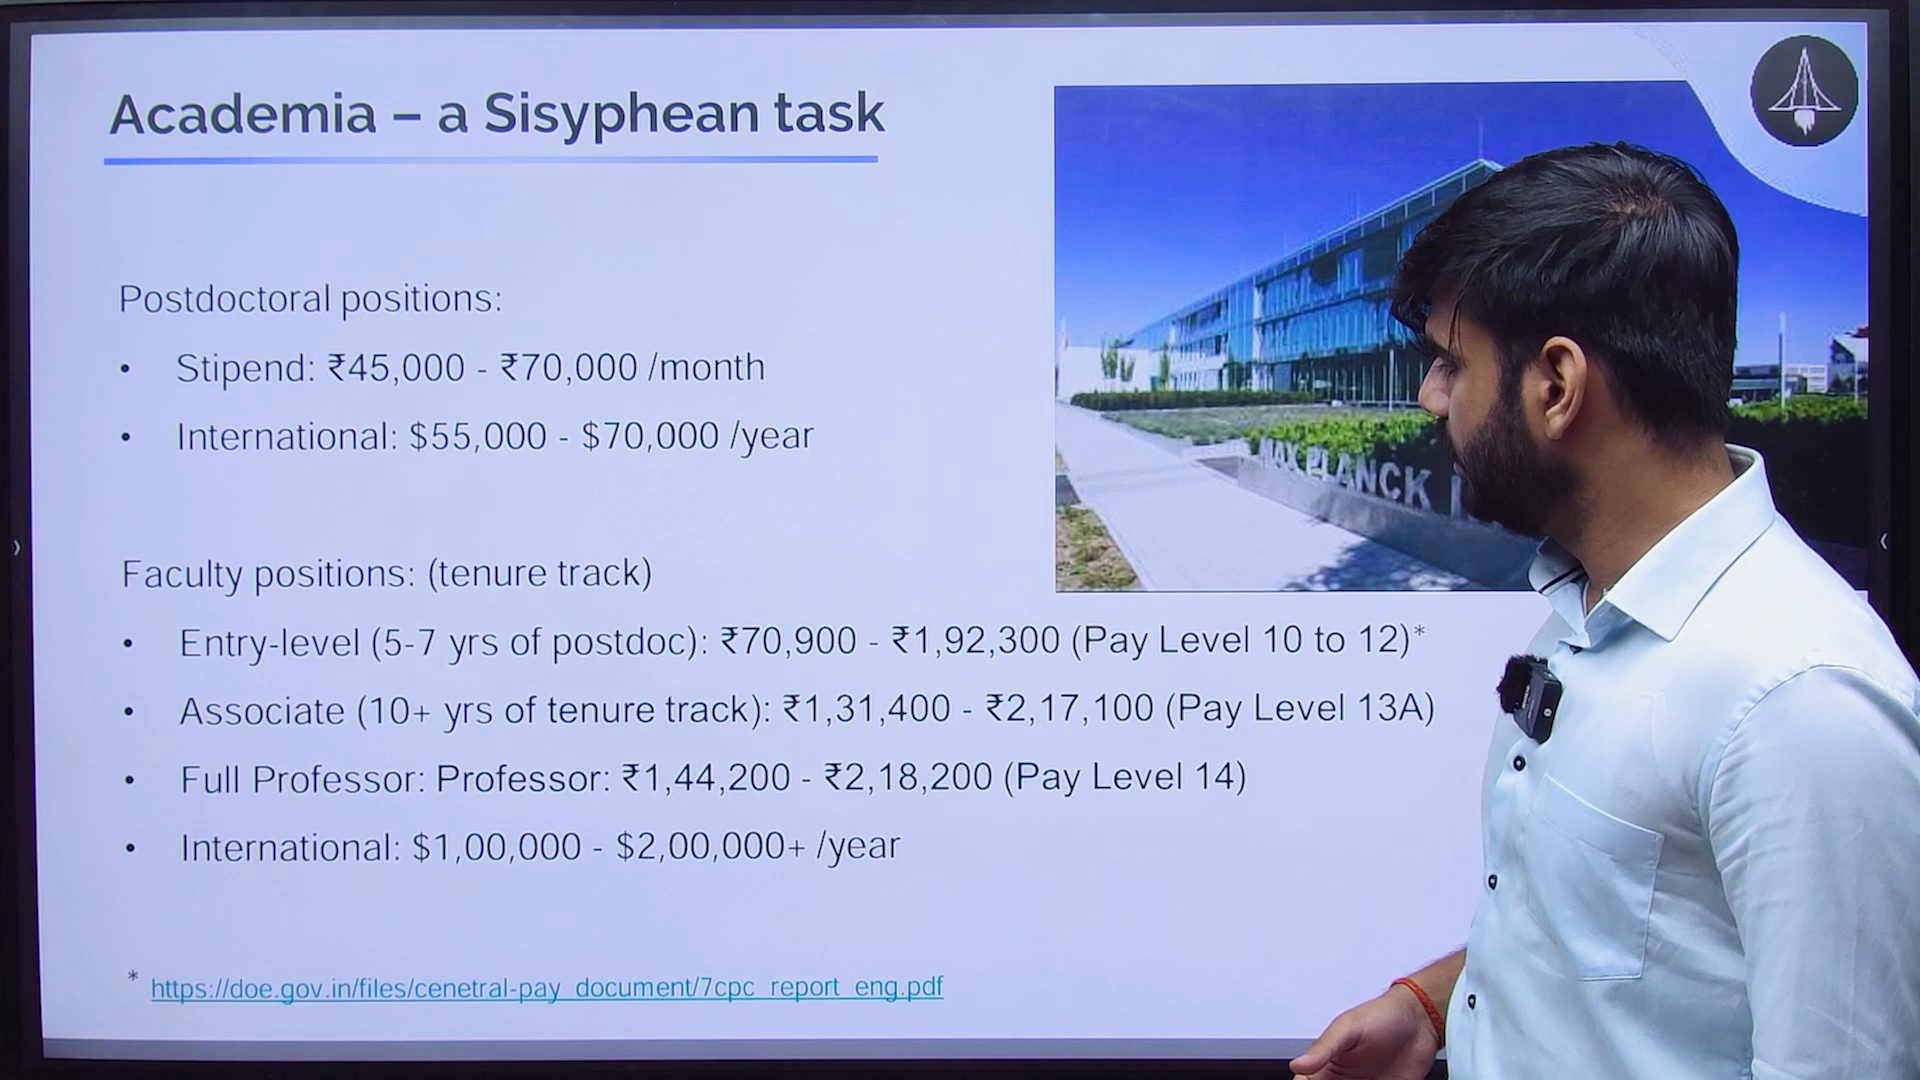 Academia – a Sisyphean task
Postdoctoral positions:
• Stipend: ₹45,000 - ₹70,000 /month
• International: $55,000 - $70,000 /year
MAX PLANCK
Faculty positions: (tenure track)
• Entry-level (5-7 yrs of postdoc): ₹70,900 - ₹1,92,300 (Pay Level 10 to 12)*
• Associate (10+ yrs of tenure track): ₹1,31,400 - ₹2,17,100 (Pay Level 13A)
• Full Professor: Professor: ₹1,44,200 - ₹2,18,200 (Pay Level 14)
• International: $1,00,000 - $2,00,000+ /year
* https://doe.gov.in/files/cenetral-pay_document/7cpc_report_eng.pdf